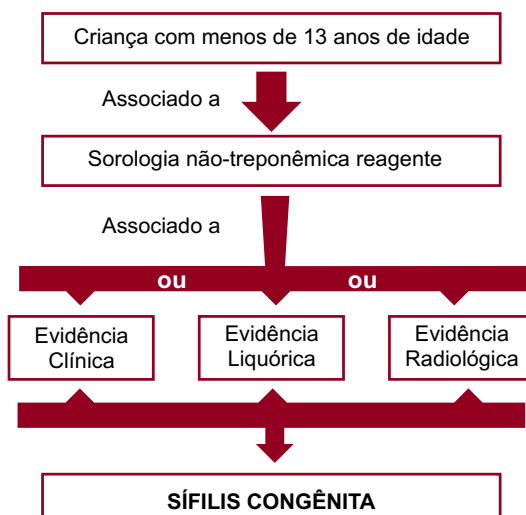 Criança com menos de 13 anos de idade
Associado a
Sorologia não-treponêmica reagente
Associado a
ou
ou
Evidência
Clínica
Evidência
Liquórica
Evidência
Radiológica
SÍFILIS CONGÊNITA